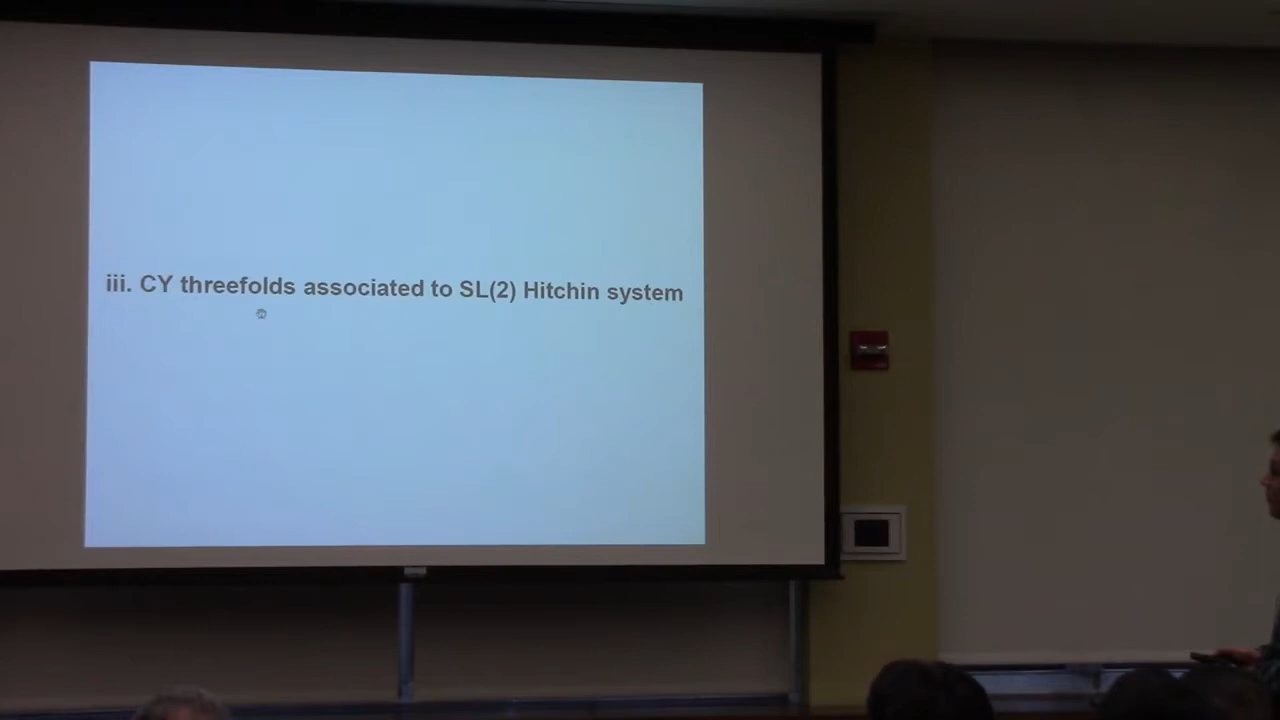 iii. CY threefolds associated to SL(2) Hitchin system